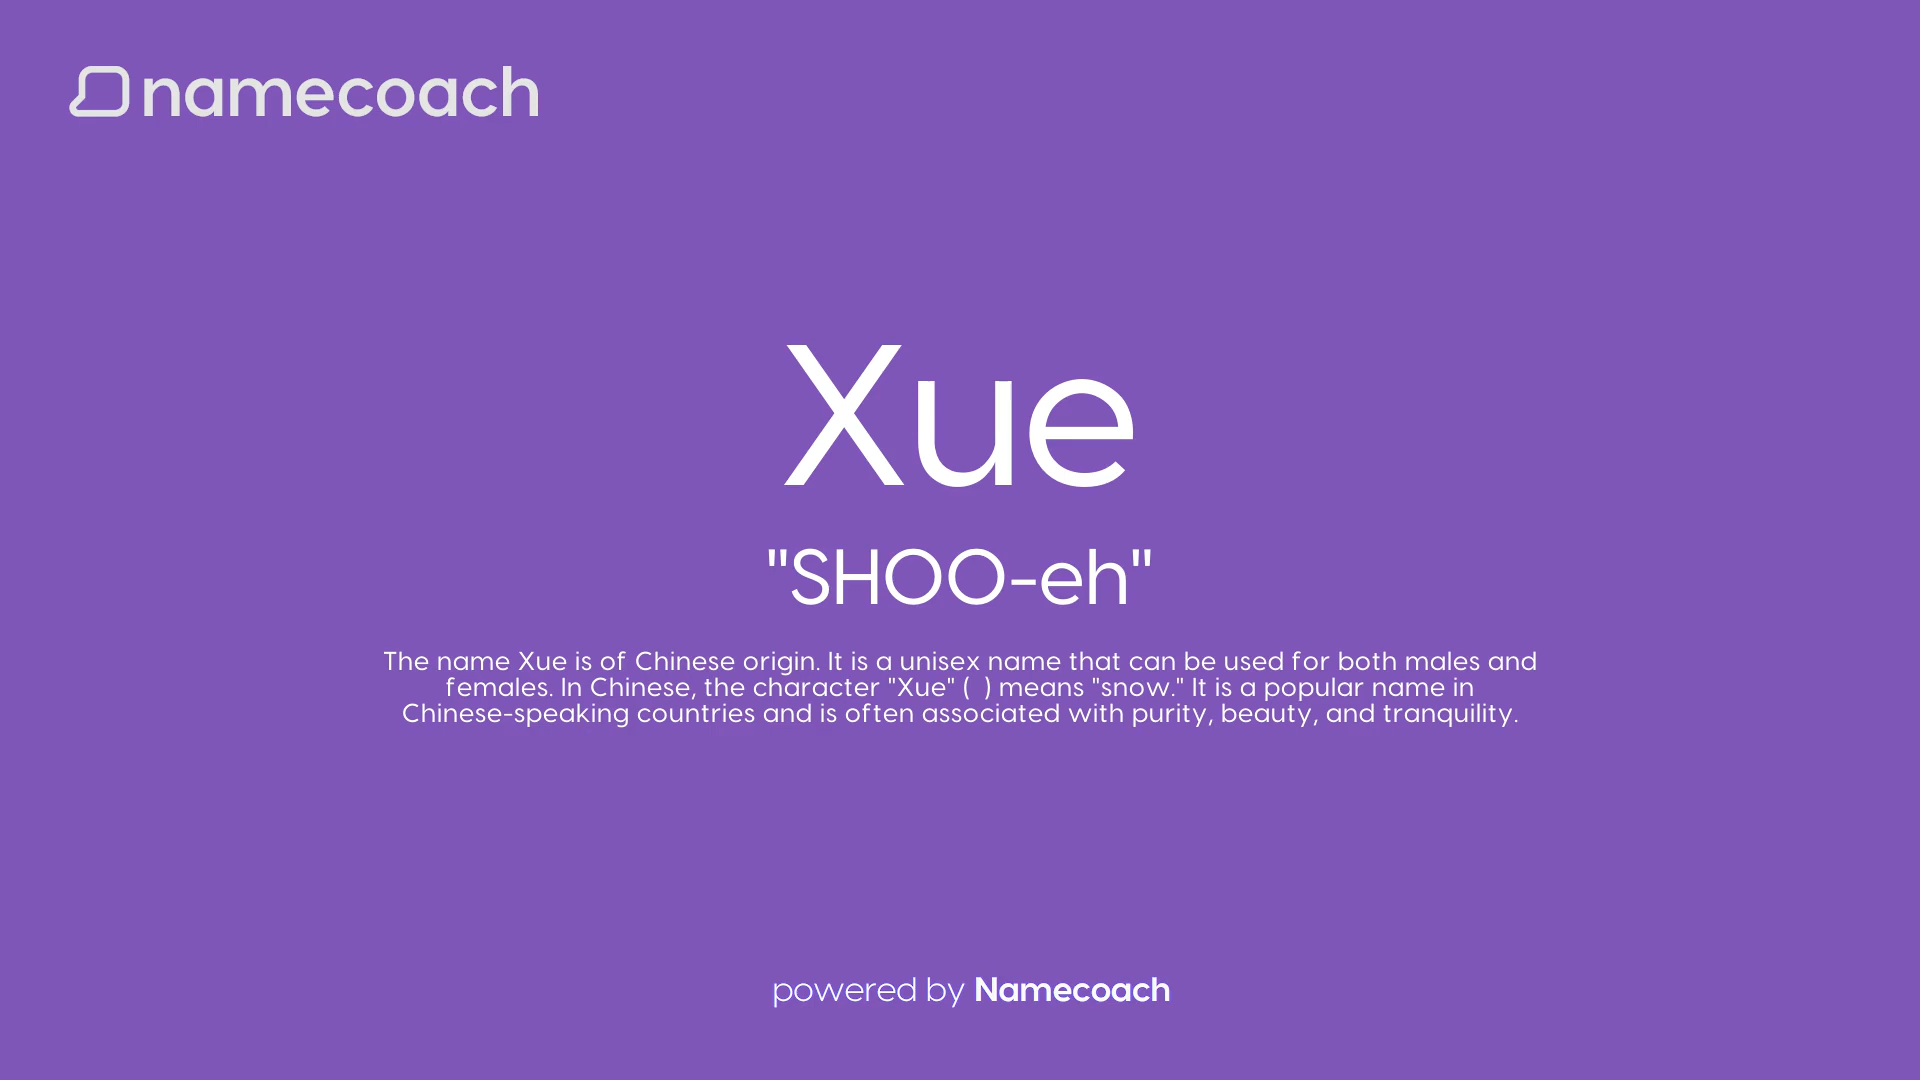 namecoach
Xue
"SHOO-eh"
The name Xue is of Chinese origin. It is a unisex name that can be used for both males and
females. In Chinese, the character "Xue" (  ) means "snow." It is a popular name in
Chinese-speaking countries and is often associated with purity, beauty, and tranquility.
powered by Namecoach